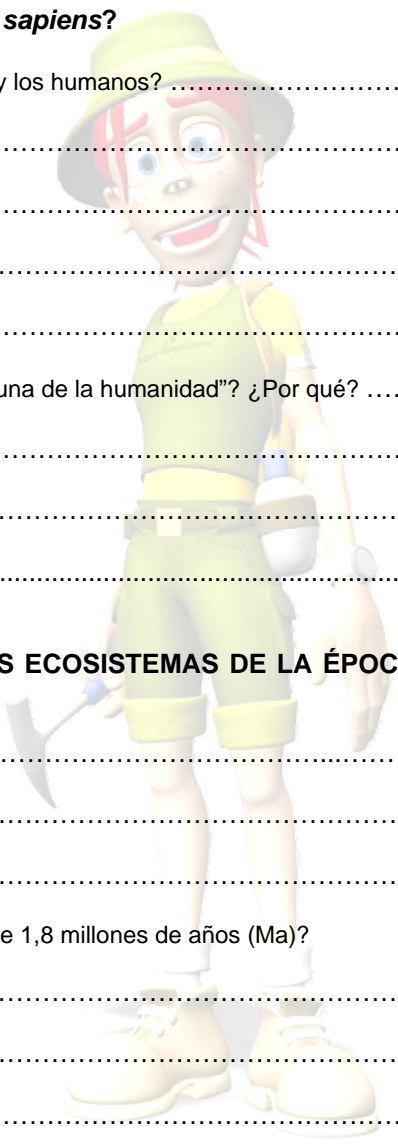 sapiens?
y los humanos? ……………………………
……………………………………………………
……………………………………………………
……………………………………………………
……………………………………………………
una de la humanidad”? ¿Por qué? ….
……………………………………………………
……………………………………………………
......................................................................
S ECOSISTEMAS DE LA ÉPOC
…………………………………………...……
……………………………………………………
……………………………………………………
e 1,8 millones de años (Ma)?
……………………………………………………
……………………………………………………
……………………………………………………